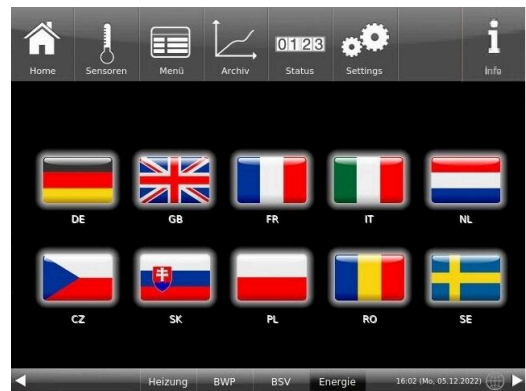 0123
Home Sensoren Menü Archiv Status Settings Info
DE GB FR IT NL
CZ SK PL RO SE
Heizung BWP BSV Energie 16:02 (Mo, 05.12.2022)